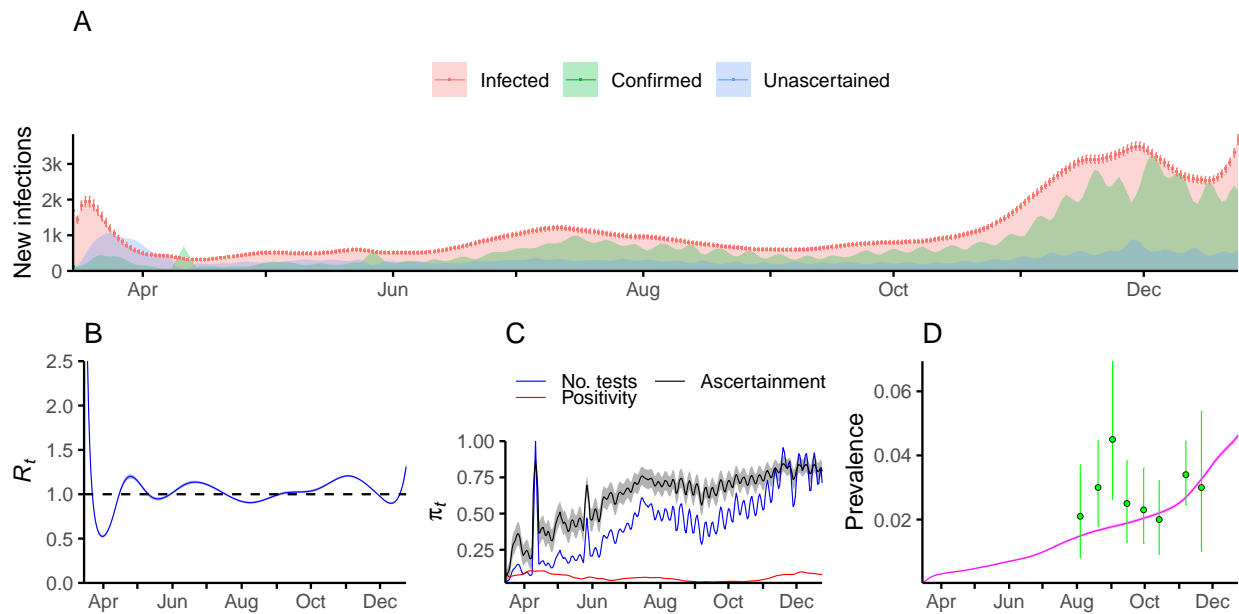 A
Infected Confirmed Unascertained
New infections
3k
2k
1k
0
Apr Jun Aug Oct Dec
B
R_t
2.5
2.0
1.5
1.0
0.5
0.0
Apr Jun Aug Oct Dec
C
No. tests Ascertainment
Positivity
π_t
1.00
0.75
0.50
0.25
Apr Jun Aug Oct Dec
D
Prevalence
0.06
0.04
0.02
Apr Jun Aug Oct Dec